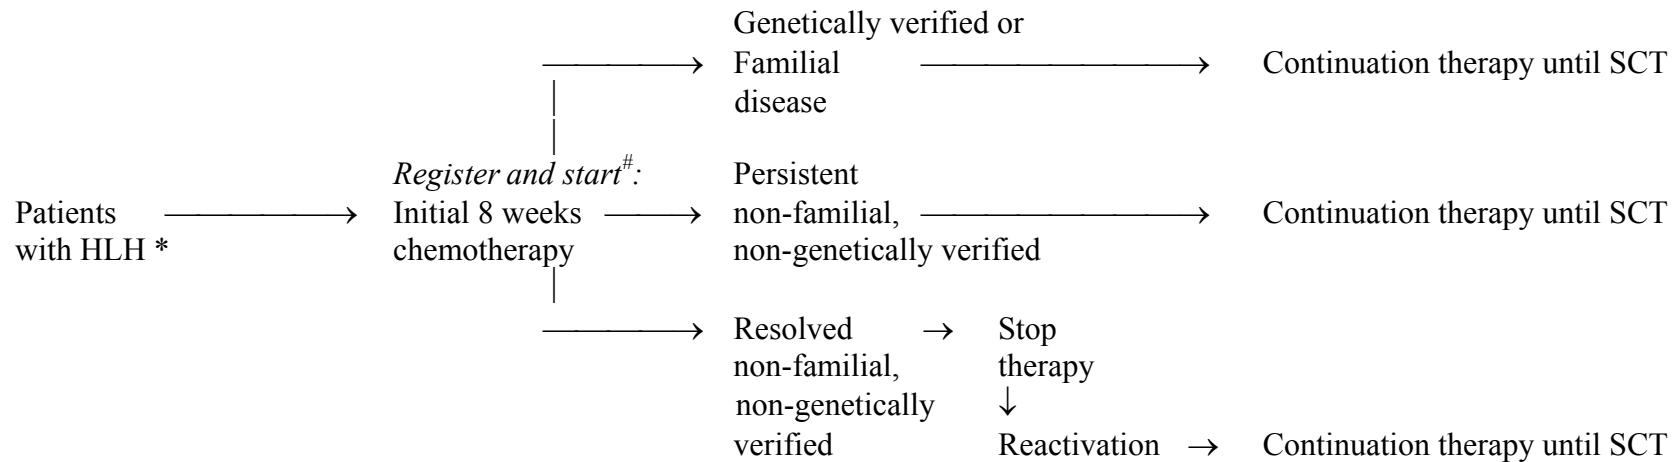 Genetically verified or
Familial
disease
Continuation therapy until SCT
Register and start#:
Initial 8 weeks
chemotherapy
Patients
with HLH *
Persistent
non-familial,
non-genetically verified
Continuation therapy until SCT
Resolved
non-familial,
non-genetically
verified
Stop
therapy
Reactivation
Continuation therapy until SCT